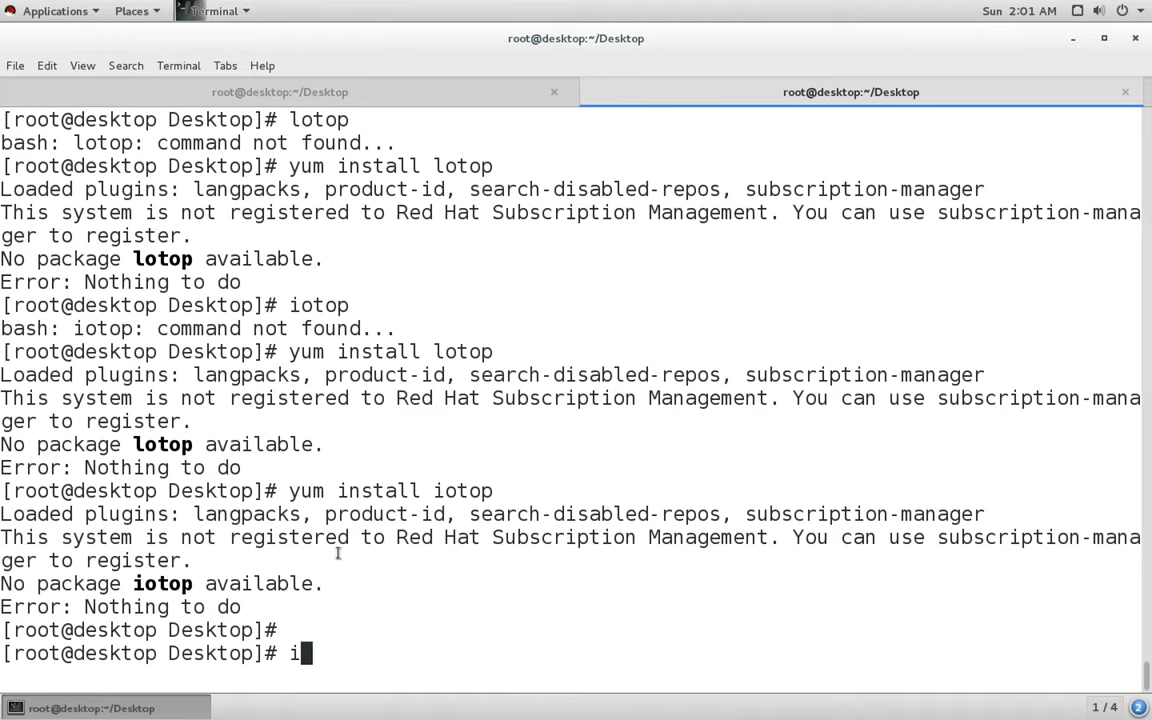 Applications Places Terminal Sun 2:01 AM
root@desktop:~/Desktop
File Edit View Search Terminal Tabs Help
root@desktop:~/Desktop × root@desktop:~/Desktop ×
[root@desktop Desktop]# lotop
bash: lotop: command not found...
[root@desktop Desktop]# yum install lotop
Loaded plugins: langpacks, product-id, search-disabled-repos, subscription-manager
This system is not registered to Red Hat Subscription Management. You can use subscription-mana
ger to register.
No package lotop available.
Error: Nothing to do
[root@desktop Desktop]# iotop
bash: iotop: command not found...
[root@desktop Desktop]# yum install lotop
Loaded plugins: langpacks, product-id, search-disabled-repos, subscription-manager
This system is not registered to Red Hat Subscription Management. You can use subscription-mana
ger to register.
No package lotop available.
Error: Nothing to do
[root@desktop Desktop]# yum install iotop
Loaded plugins: langpacks, product-id, search-disabled-repos, subscription-manager
This system is not registered to Red Hat Subscription Management. You can use subscription-mana
ger to register.
No package iotop available.
Error: Nothing to do
[root@desktop Desktop]#
[root@desktop Desktop]# i
root@desktop:~/Desktop 1 / 4 2